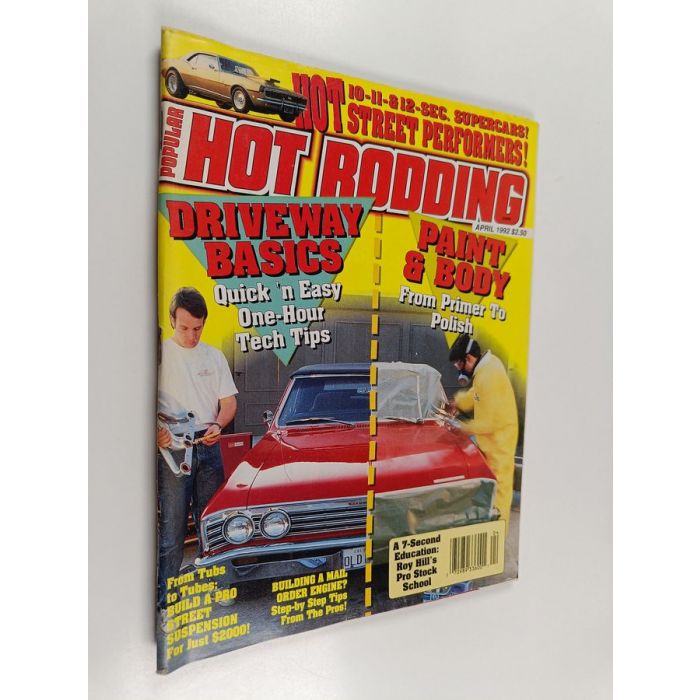 10-11-&12-SEC. SUPERCARS!
HOT STREET PERFORMERS!
POPULAR
HOT RODDING
APRIL 1992 $2.50
DRIVEWAY
BASICS
Quick 'n Easy
One-Hour
Tech Tips
PAINT
& BODY
From Primer To
Polish
OLD
A 7-Second
Education:
Roy Hill's
Pro Stock
School
From Tubs
to Tubes:
BUILD A PRO
STREET
SUSPENSION
For Just $2000!
BUILDING A MAIL
ORDER ENGINE?
Step-by Step Tips
From The Pros!